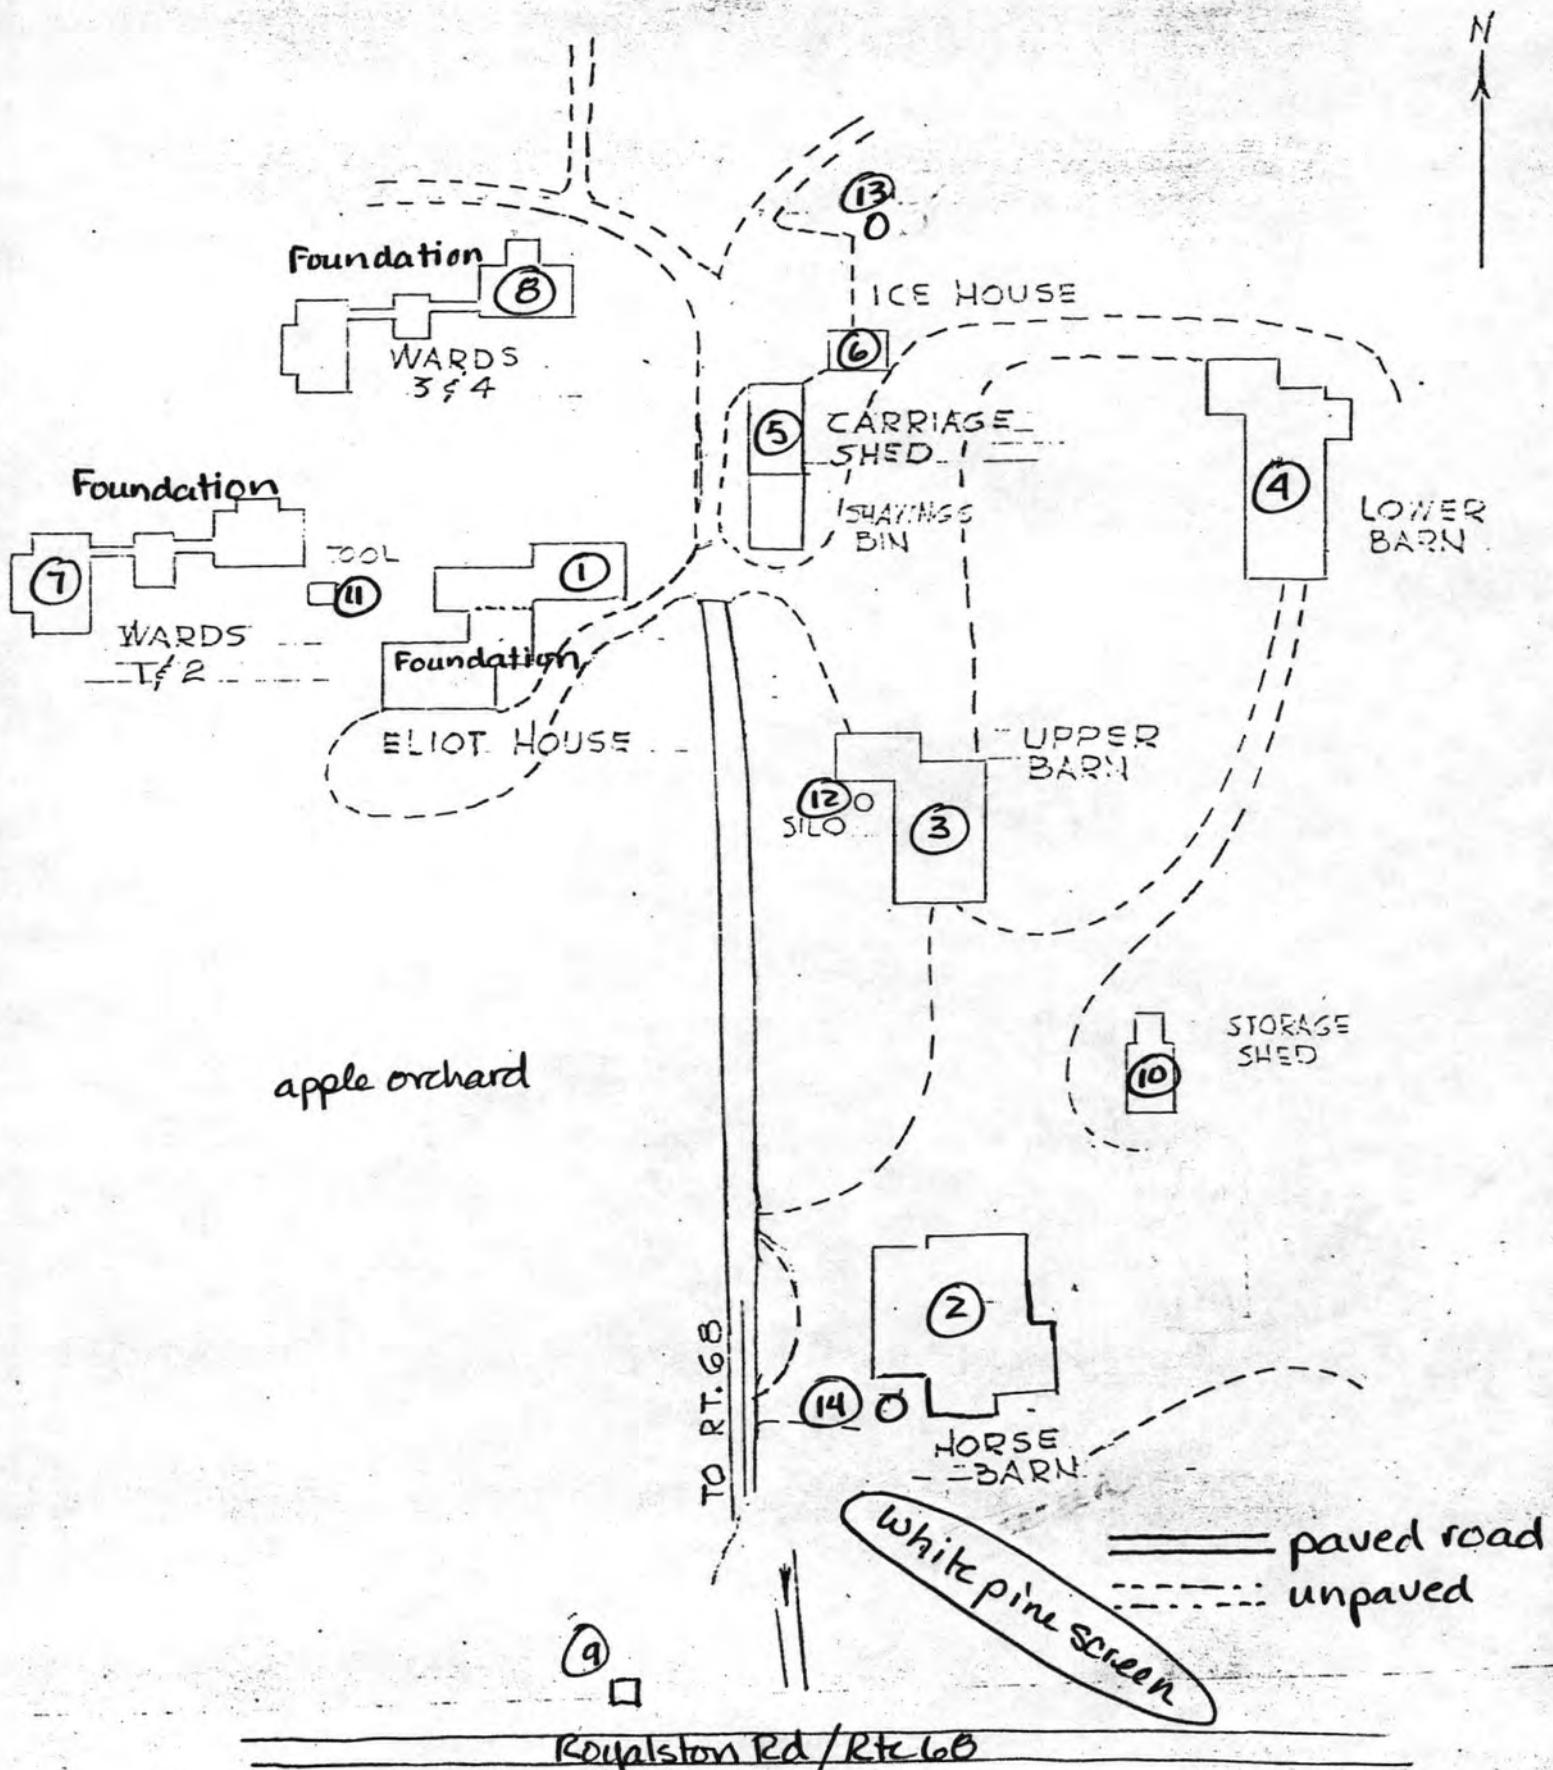 N
13
Foundation
8
ICE HOUSE
6
WARDS
3 & 4
5
CARRIAGE
SHED
4
Foundation
SHAVINGS
BIN
LOWER
BARN
7
TOOL
11
1
WARDS
1 & 2
Foundation
ELIOT HOUSE
UPPER
BARN
12
SILO
3
STORAGE
SHED
10
apple orchard
2
TO RT. 68
14
HORSE
BARN
White pine screen
paved road
unpaved
9
Royalston Rd / Rte 68